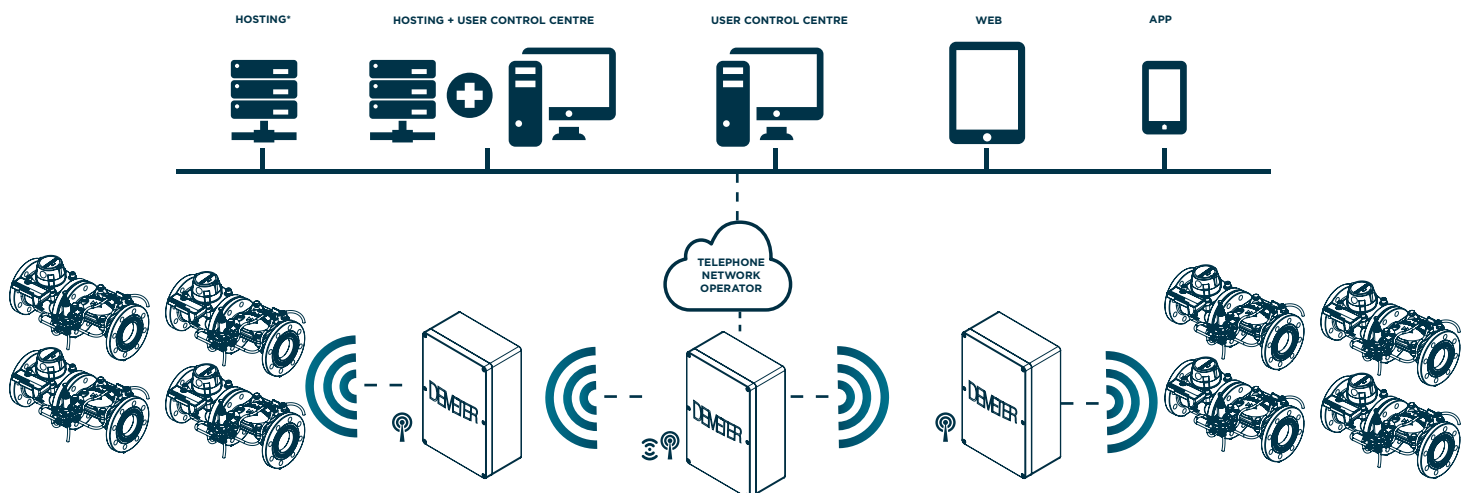 HOSTING*
HOSTING + USER CONTROL CENTRE
USER CONTROL CENTRE
WEB
APP
TELEPHONE
NETWORK
OPERATOR
DEMETER
DEMETER
DEMETER